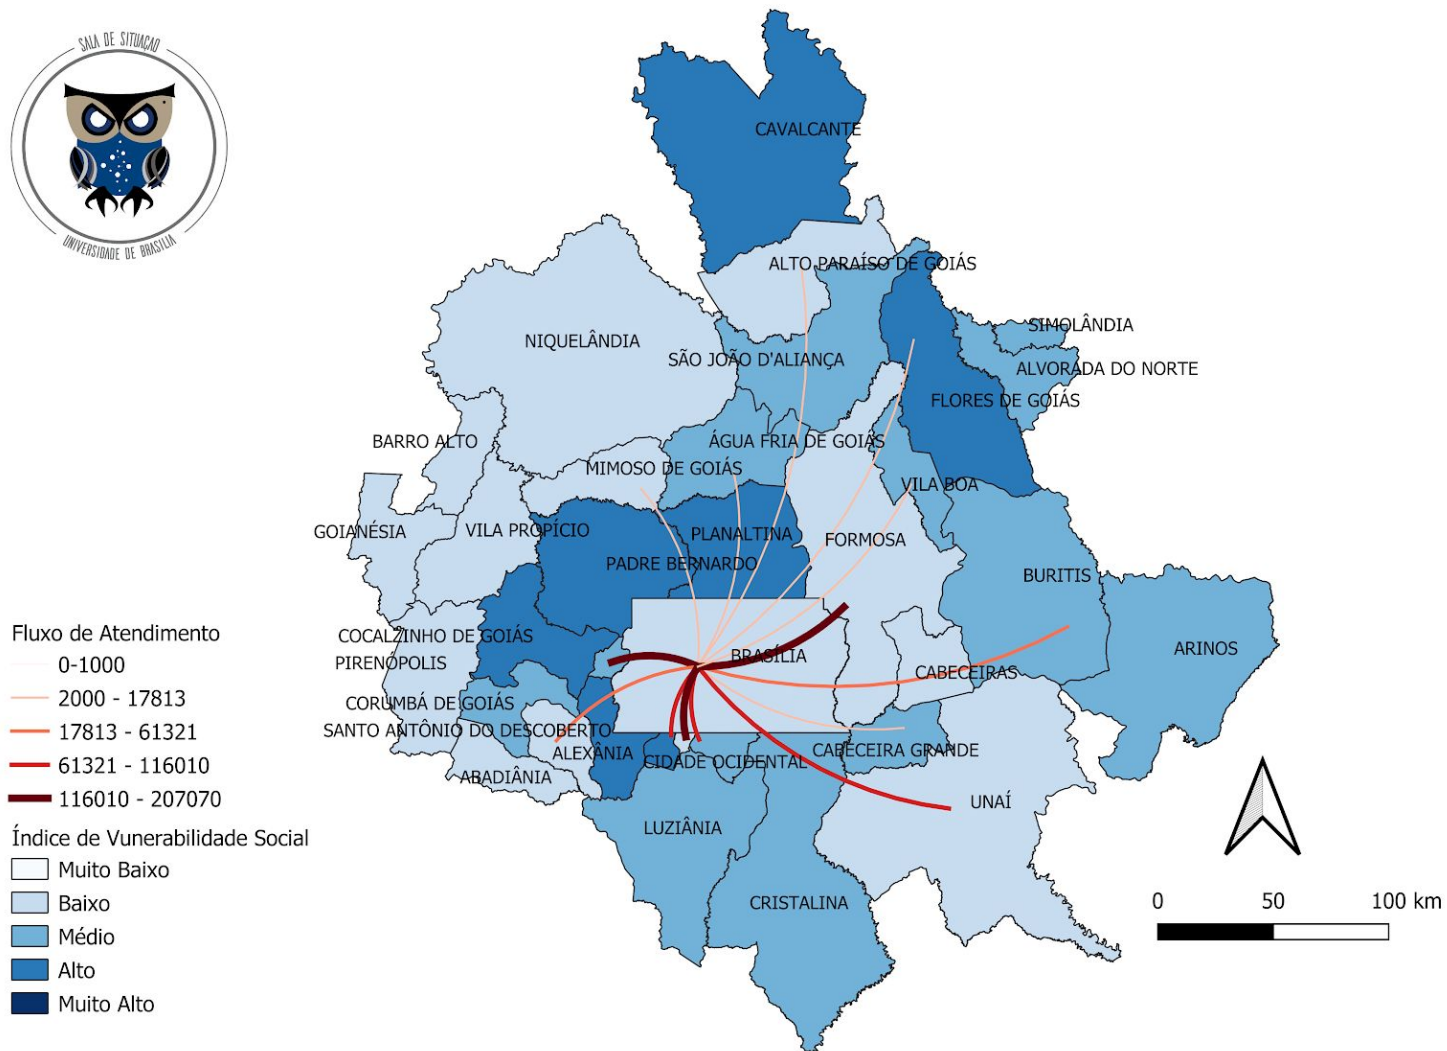 SALA DE SITUAÇÃO
UNIVERSIDADE DE BRASÍLIA
CAVALCANTE
ALTO PARAÍSO DE GOIÁS
SIMOLÂNDIA
NIQUELÂNDIA
SÃO JOÃO D'ALIANÇA
ALVORADA DO NORTE
FLORES DE GOIÁS
BARRO ALTO
ÁGUA FRIA DE GOIÁS
MIMOSO DE GOIÁS
VILA BOA
GOIANÉSIA
VILA PROPÍCIO
PLANALTINA
FORMOSA
PADRE BERNARDO
BURITIS
COCALZINHO DE GOIÁS
ARINOS
PIRENÓPOLIS
BRASÍLIA
CABECEIRAS
CORUMBÁ DE GOIÁS
SANTO ANTÔNIO DO DESCOBERTO
ALEXÂNIA
CIDADE OCIDENTAL
CABECEIRA GRANDE
ABADIÂNIA
UNAÍ
LUZIÂNIA
CRISTALINA
Fluxo de Atendimento
0-1000
2000 - 17813
17813 - 61321
61321 - 116010
116010 - 207070
Índice de Vunerabilidade Social
Muito Baixo
Baixo
Médio
Alto
Muito Alto
0 50 100 km